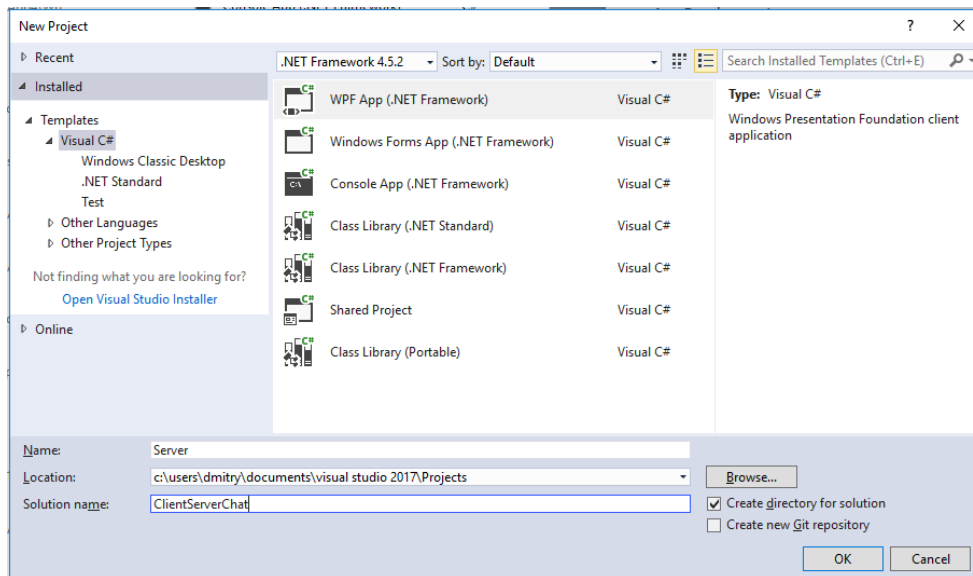 New Project
?
Recent
Installed
Templates
Visual C#
Windows Classic Desktop
.NET Standard
Test
Other Languages
Other Project Types
Not finding what you are looking for?
Open Visual Studio Installer
Online
.NET Framework 4.5.2
Sort by: Default
Search Installed Templates (Ctrl+E)
WPF App (.NET Framework) Visual C#
Windows Forms App (.NET Framework) Visual C#
Console App (.NET Framework) Visual C#
Class Library (.NET Standard) Visual C#
Class Library (.NET Framework) Visual C#
Shared Project Visual C#
Class Library (Portable) Visual C#
Type: Visual C#
Windows Presentation Foundation client
application
Name: Server
Location: c:\users\dmitry\documents\visual studio 2017\Projects
Browse...
Solution name: ClientServerChat
Create directory for solution
Create new Git repository
OK
Cancel